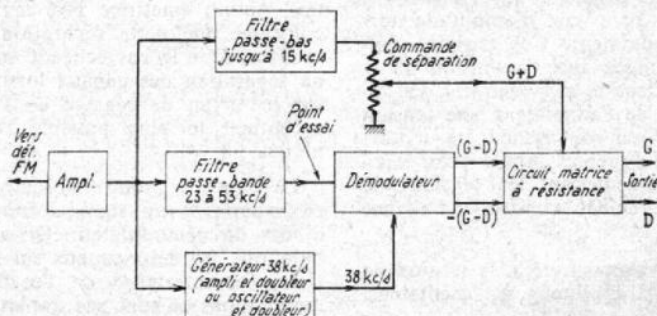 Filtre
passe-bas
jusqu'à 15 kc/s
Commande
de séparation
G+D
Point
d'essai
Vers
dét.
FM
Ampl.
Filtre
passe-bande
23 à 53 kc/s
Démodulateur
(G-D)
-(G-D)
Circuit matrice
à résistance
G
Sortie
D
Générateur 38 kc/s
(ampli et doubleur
ou oscillateur
et doubleur)
38 kc/s